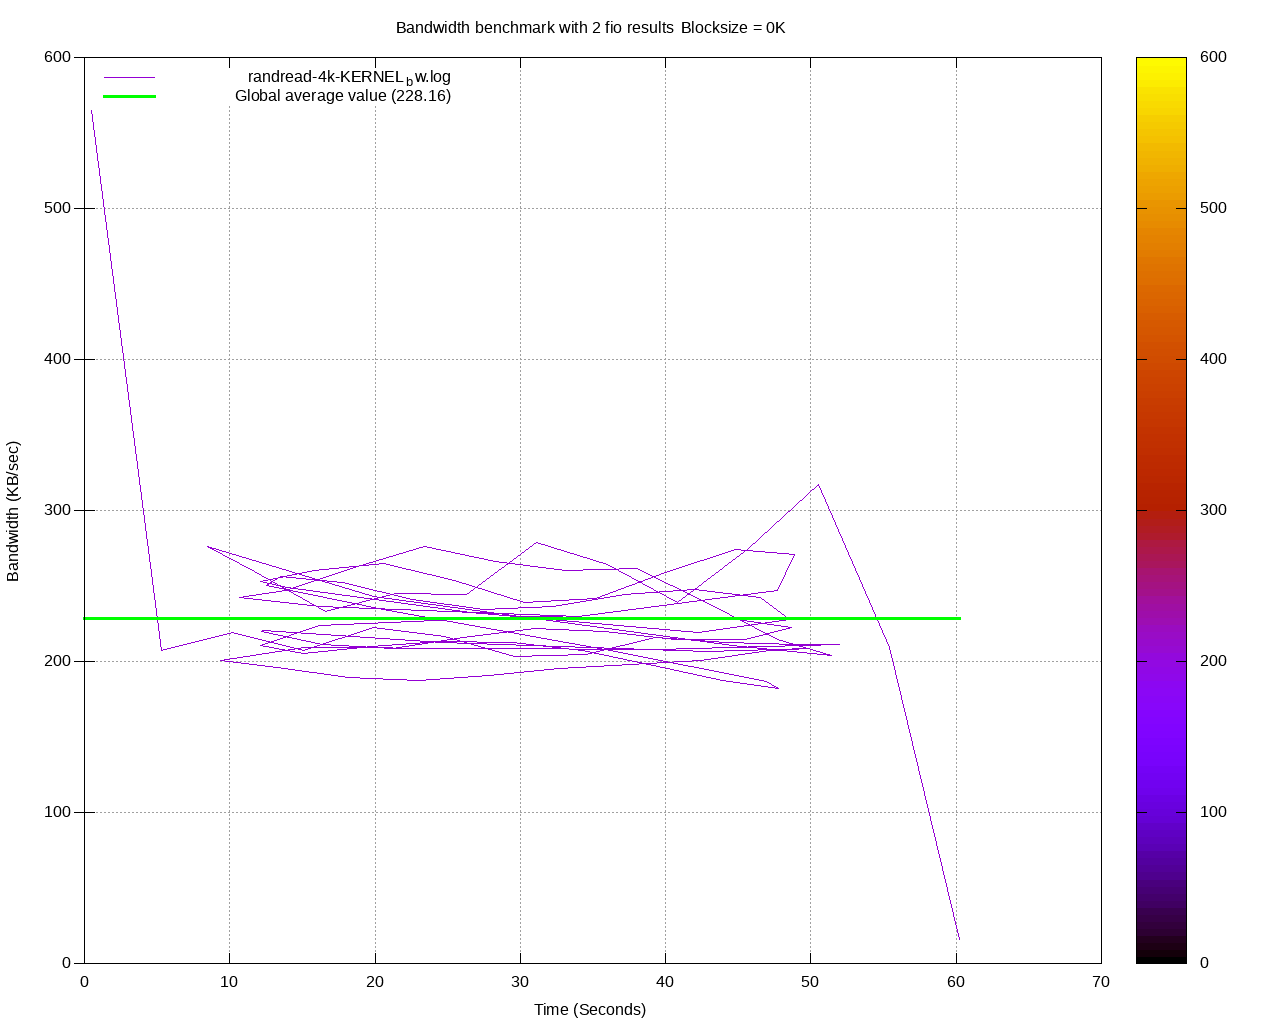 Bandwidth benchmark with 2 fio results Blocksize = 0K
randread-4k-KERNEL_bw.log
Global average value (228.16)
600
500
400
300
200
100
0
Bandwidth (KB/sec)
0 10 20 30 40 50 60 70
Time (Seconds)
600
500
400
300
200
100
0